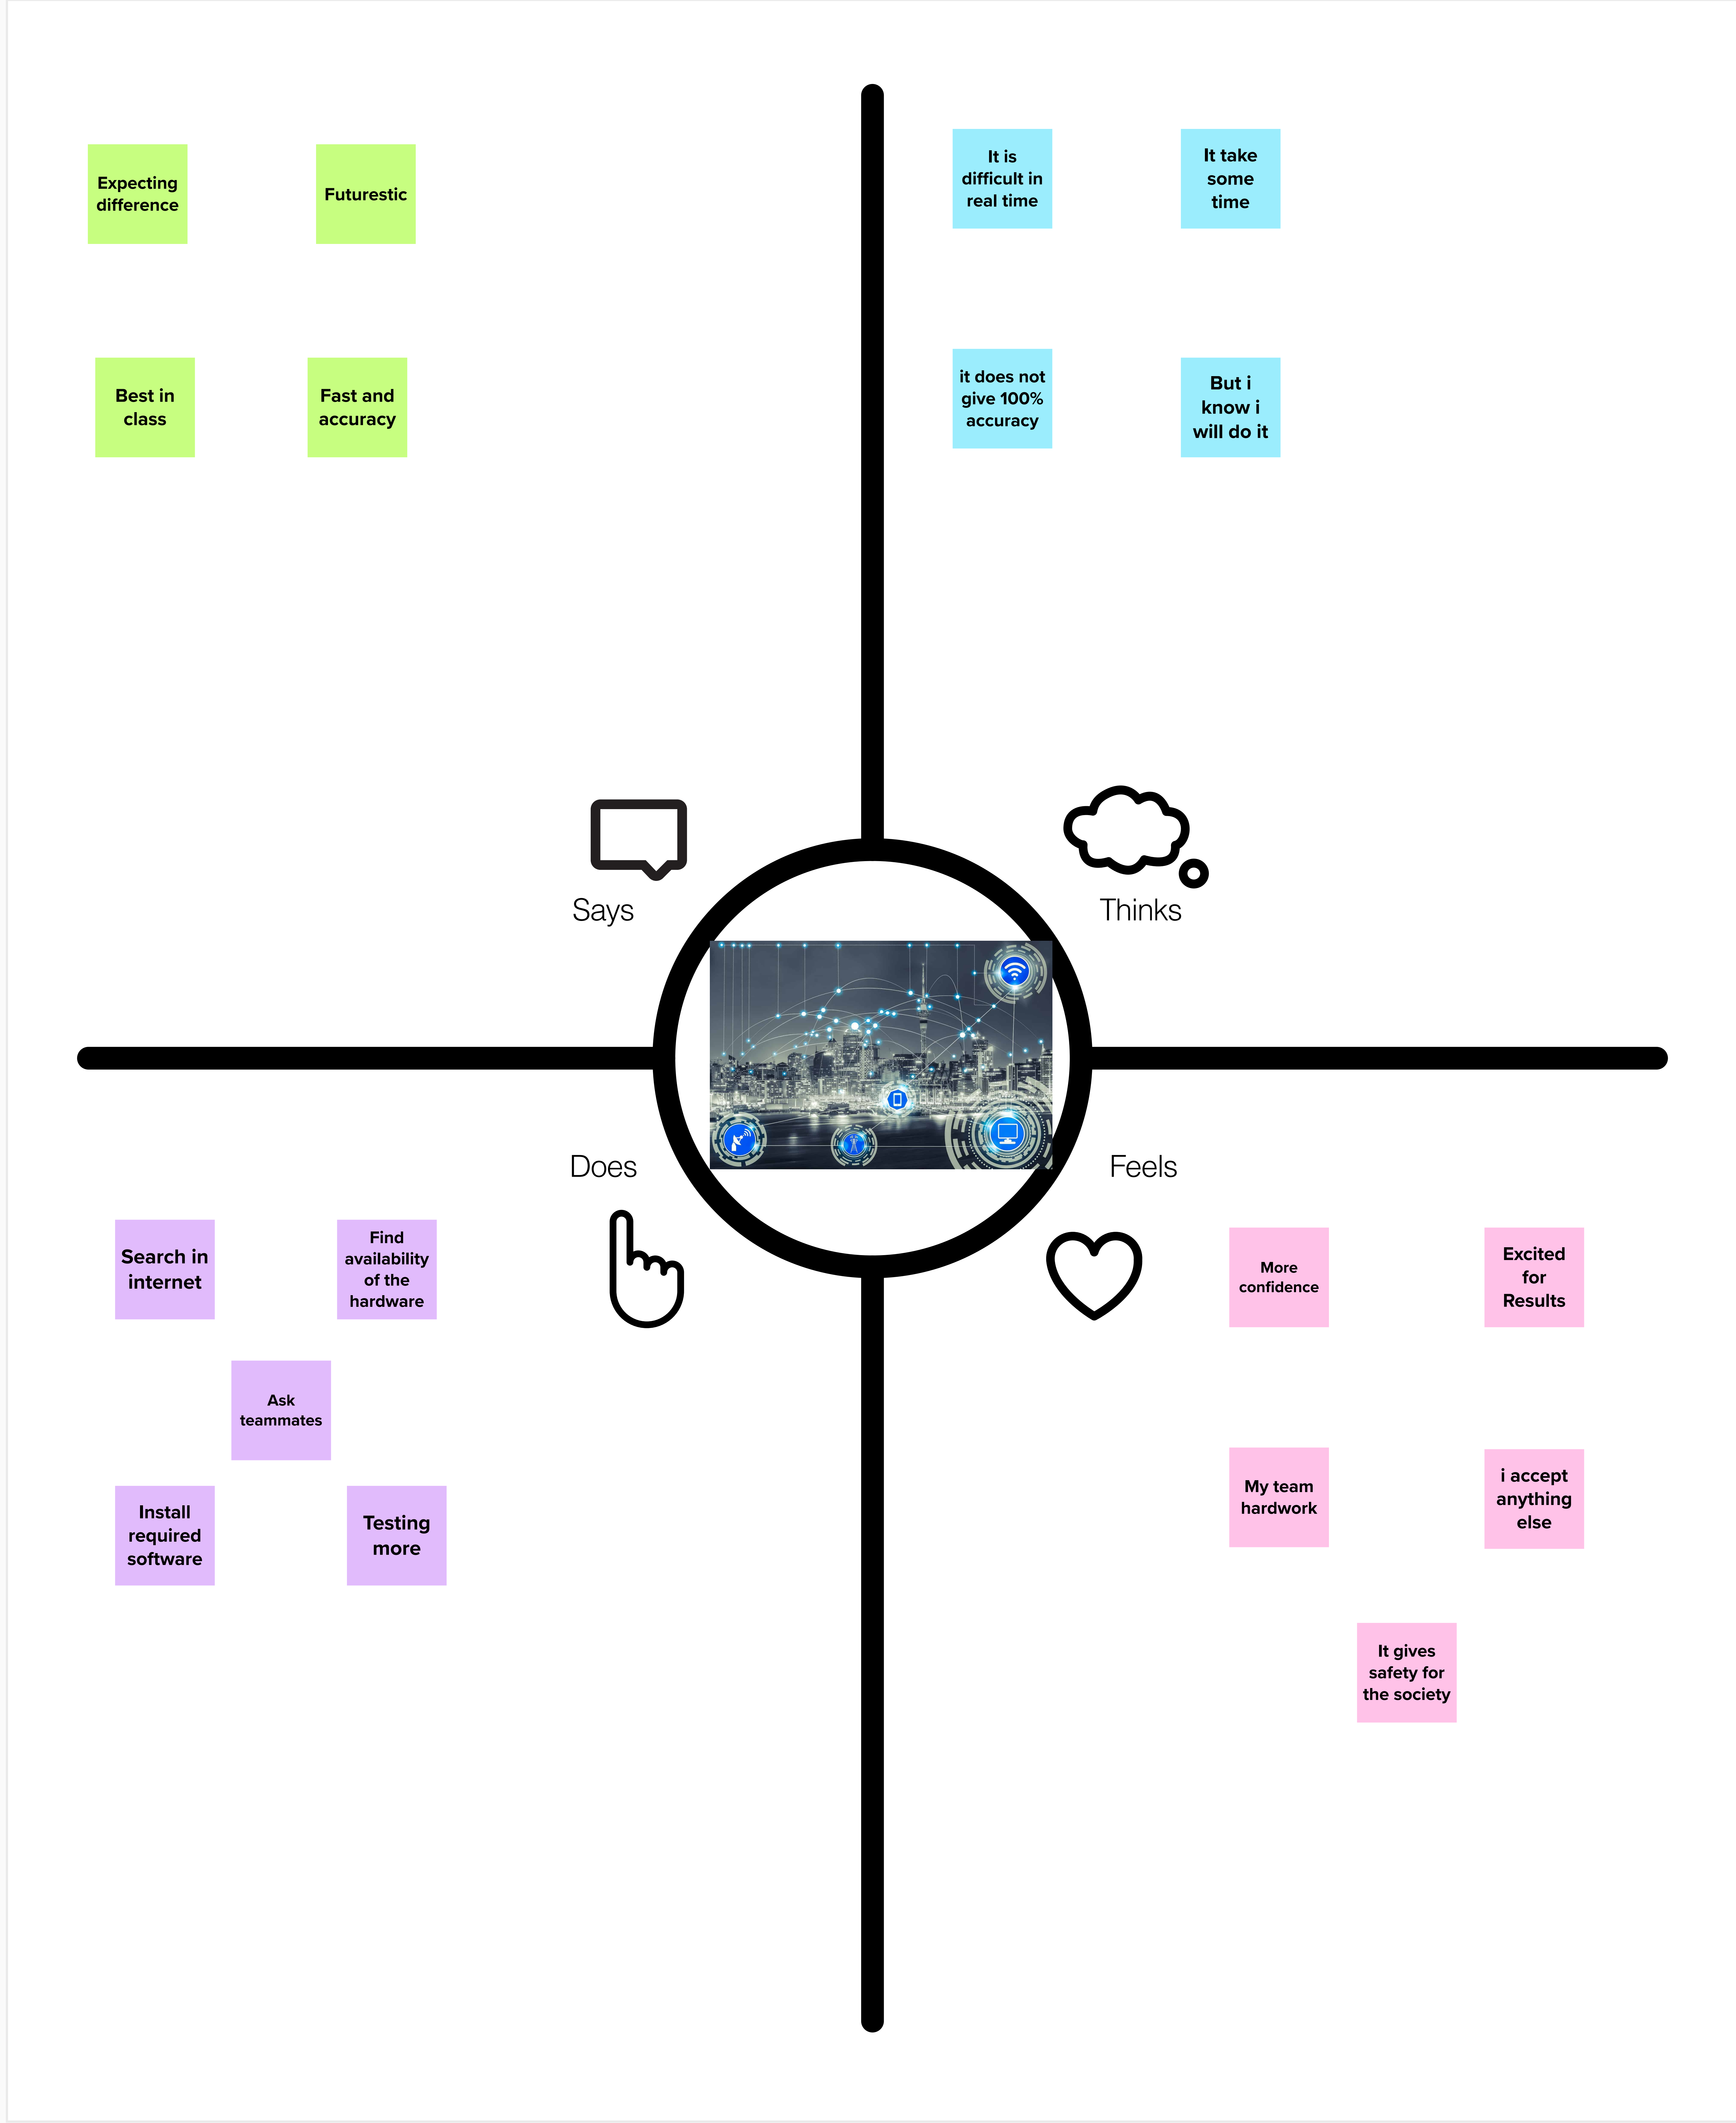 Expecting
difference
Futurestic
Best in
class
Fast and
accuracy
It is
difficult in
real time
It take
some
time
it does not
give 100%
accuracy
But i
know i
will do it
Says
Thinks
Does
Feels
Search in
internet
Find
availability
of the
hardware
Ask
teammates
Install
required
software
Testing
more
More
confidence
Excited
for
Results
My team
hardwork
i accept
anything
else
It gives
safety for
the society